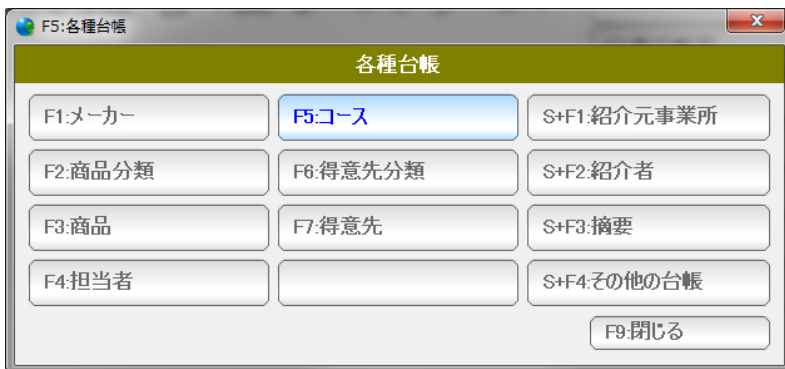 F5:各種台帳
各種台帳
F1:メーカー
F5:コース
S+F1:紹介元事業所
F2:商品分類
F6:得意先分類
S+F2:紹介者
F3:商品
F7:得意先
S+F3:摘要
F4:担当者
S+F4:その他の台帳
F9:閉じる